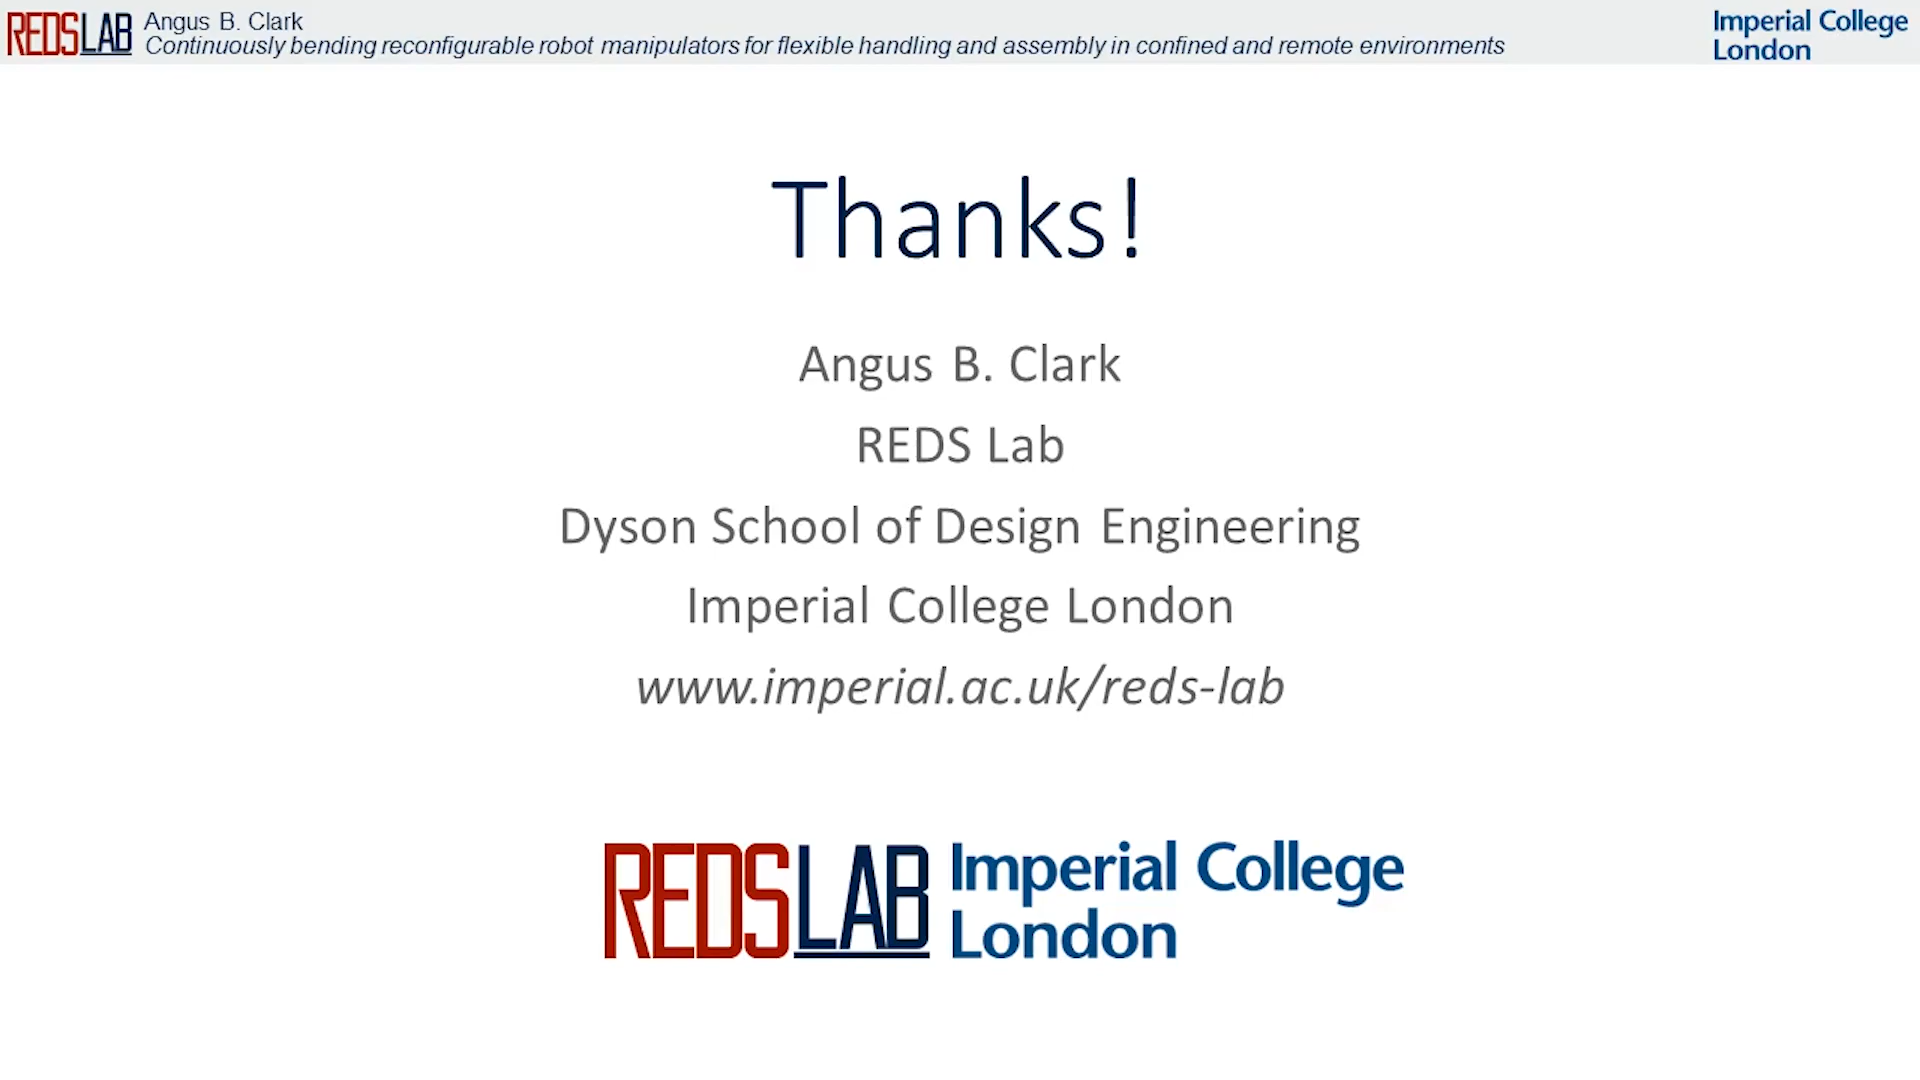 REDSLAB
Angus B. Clark
Continuously bending reconfigurable robot manipulators for flexible handling and assembly in confined and remote environments
Imperial College
London
Thanks!
Angus B. Clark
REDS Lab
Dyson School of Design Engineering
Imperial College London
www.imperial.ac.uk/reds-lab
REDSLAB
Imperial College
London